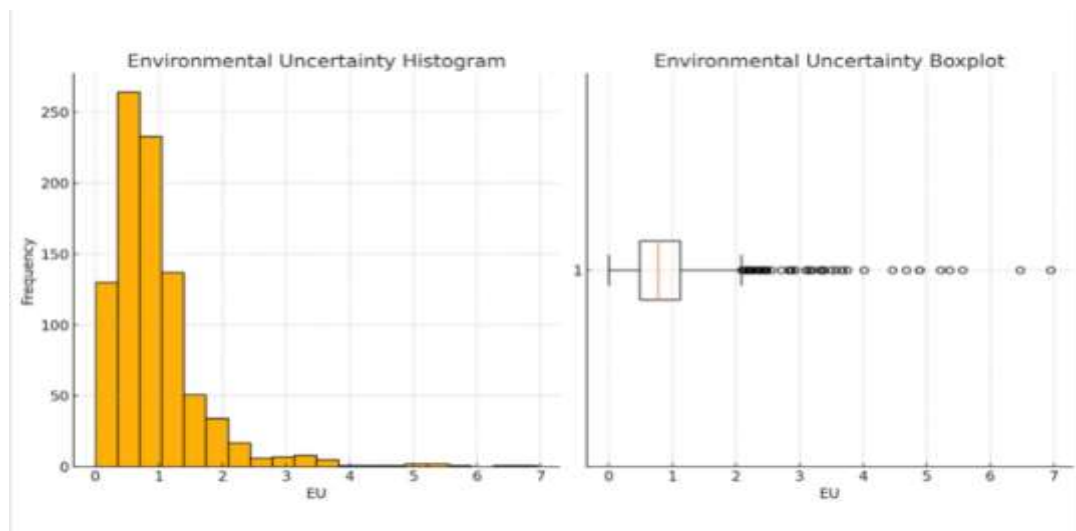 Environmental Uncertainty Histogram
250
200
150
100
50
0
Frequency
0 1 2 3 4 5 6 7
EU
Environmental Uncertainty Boxplot
1
0 1 2 3 4 5 6 7
EU